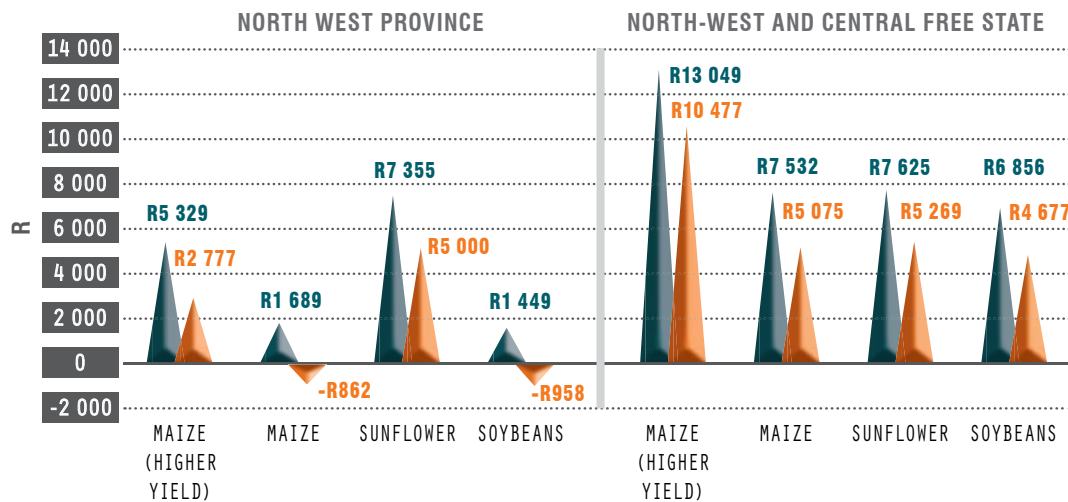 NORTH WEST PROVINCE
NORTH-WEST AND CENTRAL FREE STATE
R
14 000
12 000
10 000
8 000
6 000
4 000
2 000
0
-2 000
R5 329
R2 777
R1 689
-R862
R7 355
R5 000
R1 449
-R958
R13 049
R10 477
R7 532
R5 075
R7 625
R5 269
R6 856
R4 677
MAIZE
(HIGHER
YIELD)
MAIZE
SUNFLOWER
SOYBEANS
MAIZE
(HIGHER
YIELD)
MAIZE
SUNFLOWER
SOYBEANS